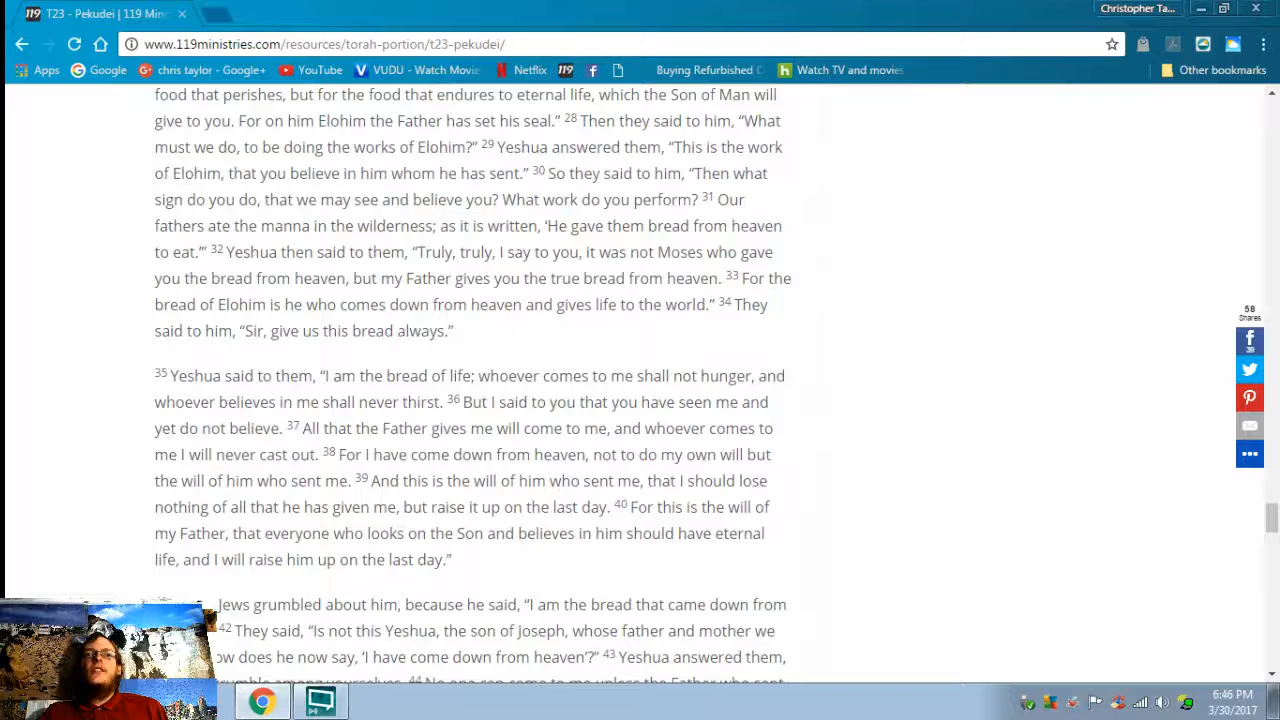 T23 - Pekudei | 119 Min
Christopher Ta...
www.119ministries.com/resources/torah-portion/t23-pekudei/
Apps Google chris taylor - Google+ YouTube VUDU - Watch Movie Netflix 119 Buying Refurbished Watch TV and movies Other bookmarks
food that perishes, but for the food that endures to eternal life, which the Son of Man will
give to you. For on him Elohim the Father has set his seal.” 28 Then they said to him, “What
must we do, to be doing the works of Elohim?” 29 Yeshua answered them, “This is the work
of Elohim, that you believe in him whom he has sent.” 30 So they said to him, “Then what
sign do you do, that we may see and believe you? What work do you perform? 31 Our
fathers ate the manna in the wilderness; as it is written, ‘He gave them bread from heaven
to eat.’” 32 Yeshua then said to them, “Truly, truly, I say to you, it was not Moses who gave
you the bread from heaven, but my Father gives you the true bread from heaven. 33 For the
bread of Elohim is he who comes down from heaven and gives life to the world.” 34 They
said to him, “Sir, give us this bread always.”
35 Yeshua said to them, “I am the bread of life; whoever comes to me shall not hunger, and
whoever believes in me shall never thirst. 36 But I said to you that you have seen me and
yet do not believe. 37 All that the Father gives me will come to me, and whoever comes to
me I will never cast out. 38 For I have come down from heaven, not to do my own will but
the will of him who sent me. 39 And this is the will of him who sent me, that I should lose
nothing of all that he has given me, but raise it up on the last day. 40 For this is the will of
my Father, that everyone who looks on the Son and believes in him should have eternal
life, and I will raise him up on the last day.”
Jews grumbled about him, because he said, “I am the bread that came down from
42 They said, “Is not this Yeshua, the son of Joseph, whose father and mother we
ow does he now say, ‘I have come down from heaven’?” 43 Yeshua answered them,
grumble among yourselves. 44 No one can come to me unless the Father who sent
58
Shares
39
6:46 PM
3/30/2017